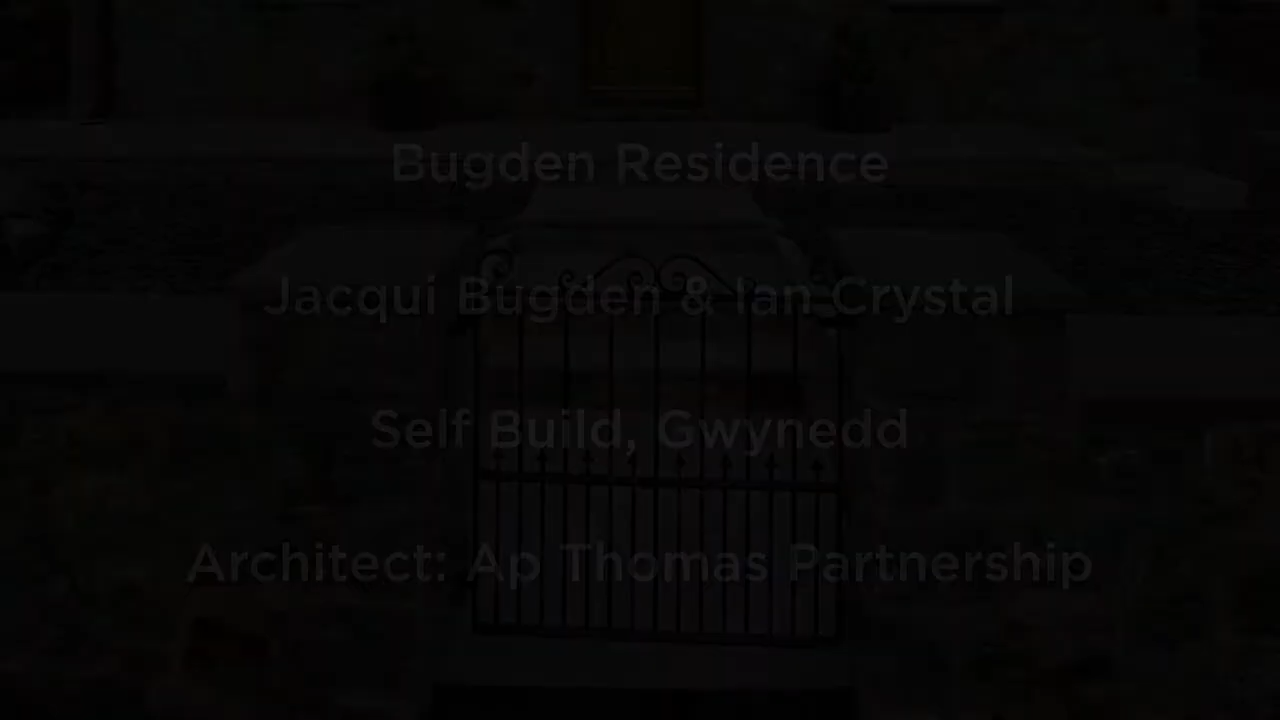 Bugden Residence
Jacqui Bugden & Ian Crystal
Self Build, Gwynedd
Architect: Ap Thomas Partnership